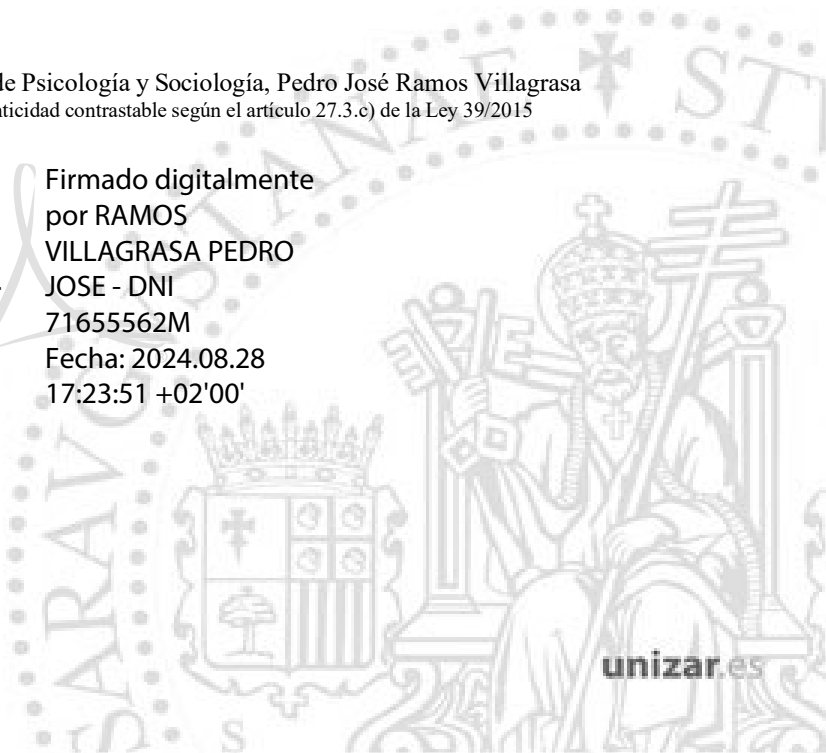 de Psicología y Sociología, Pedro José Ramos Villagrasa
nticidad contrastable según el artículo 27.3.c) de la Ley 39/2015
Firmado digitalmente
por RAMOS
VILLAGRASA PEDRO
JOSE - DNI
71655562M
Fecha: 2024.08.28
17:23:51 +02'00'
unizar.es